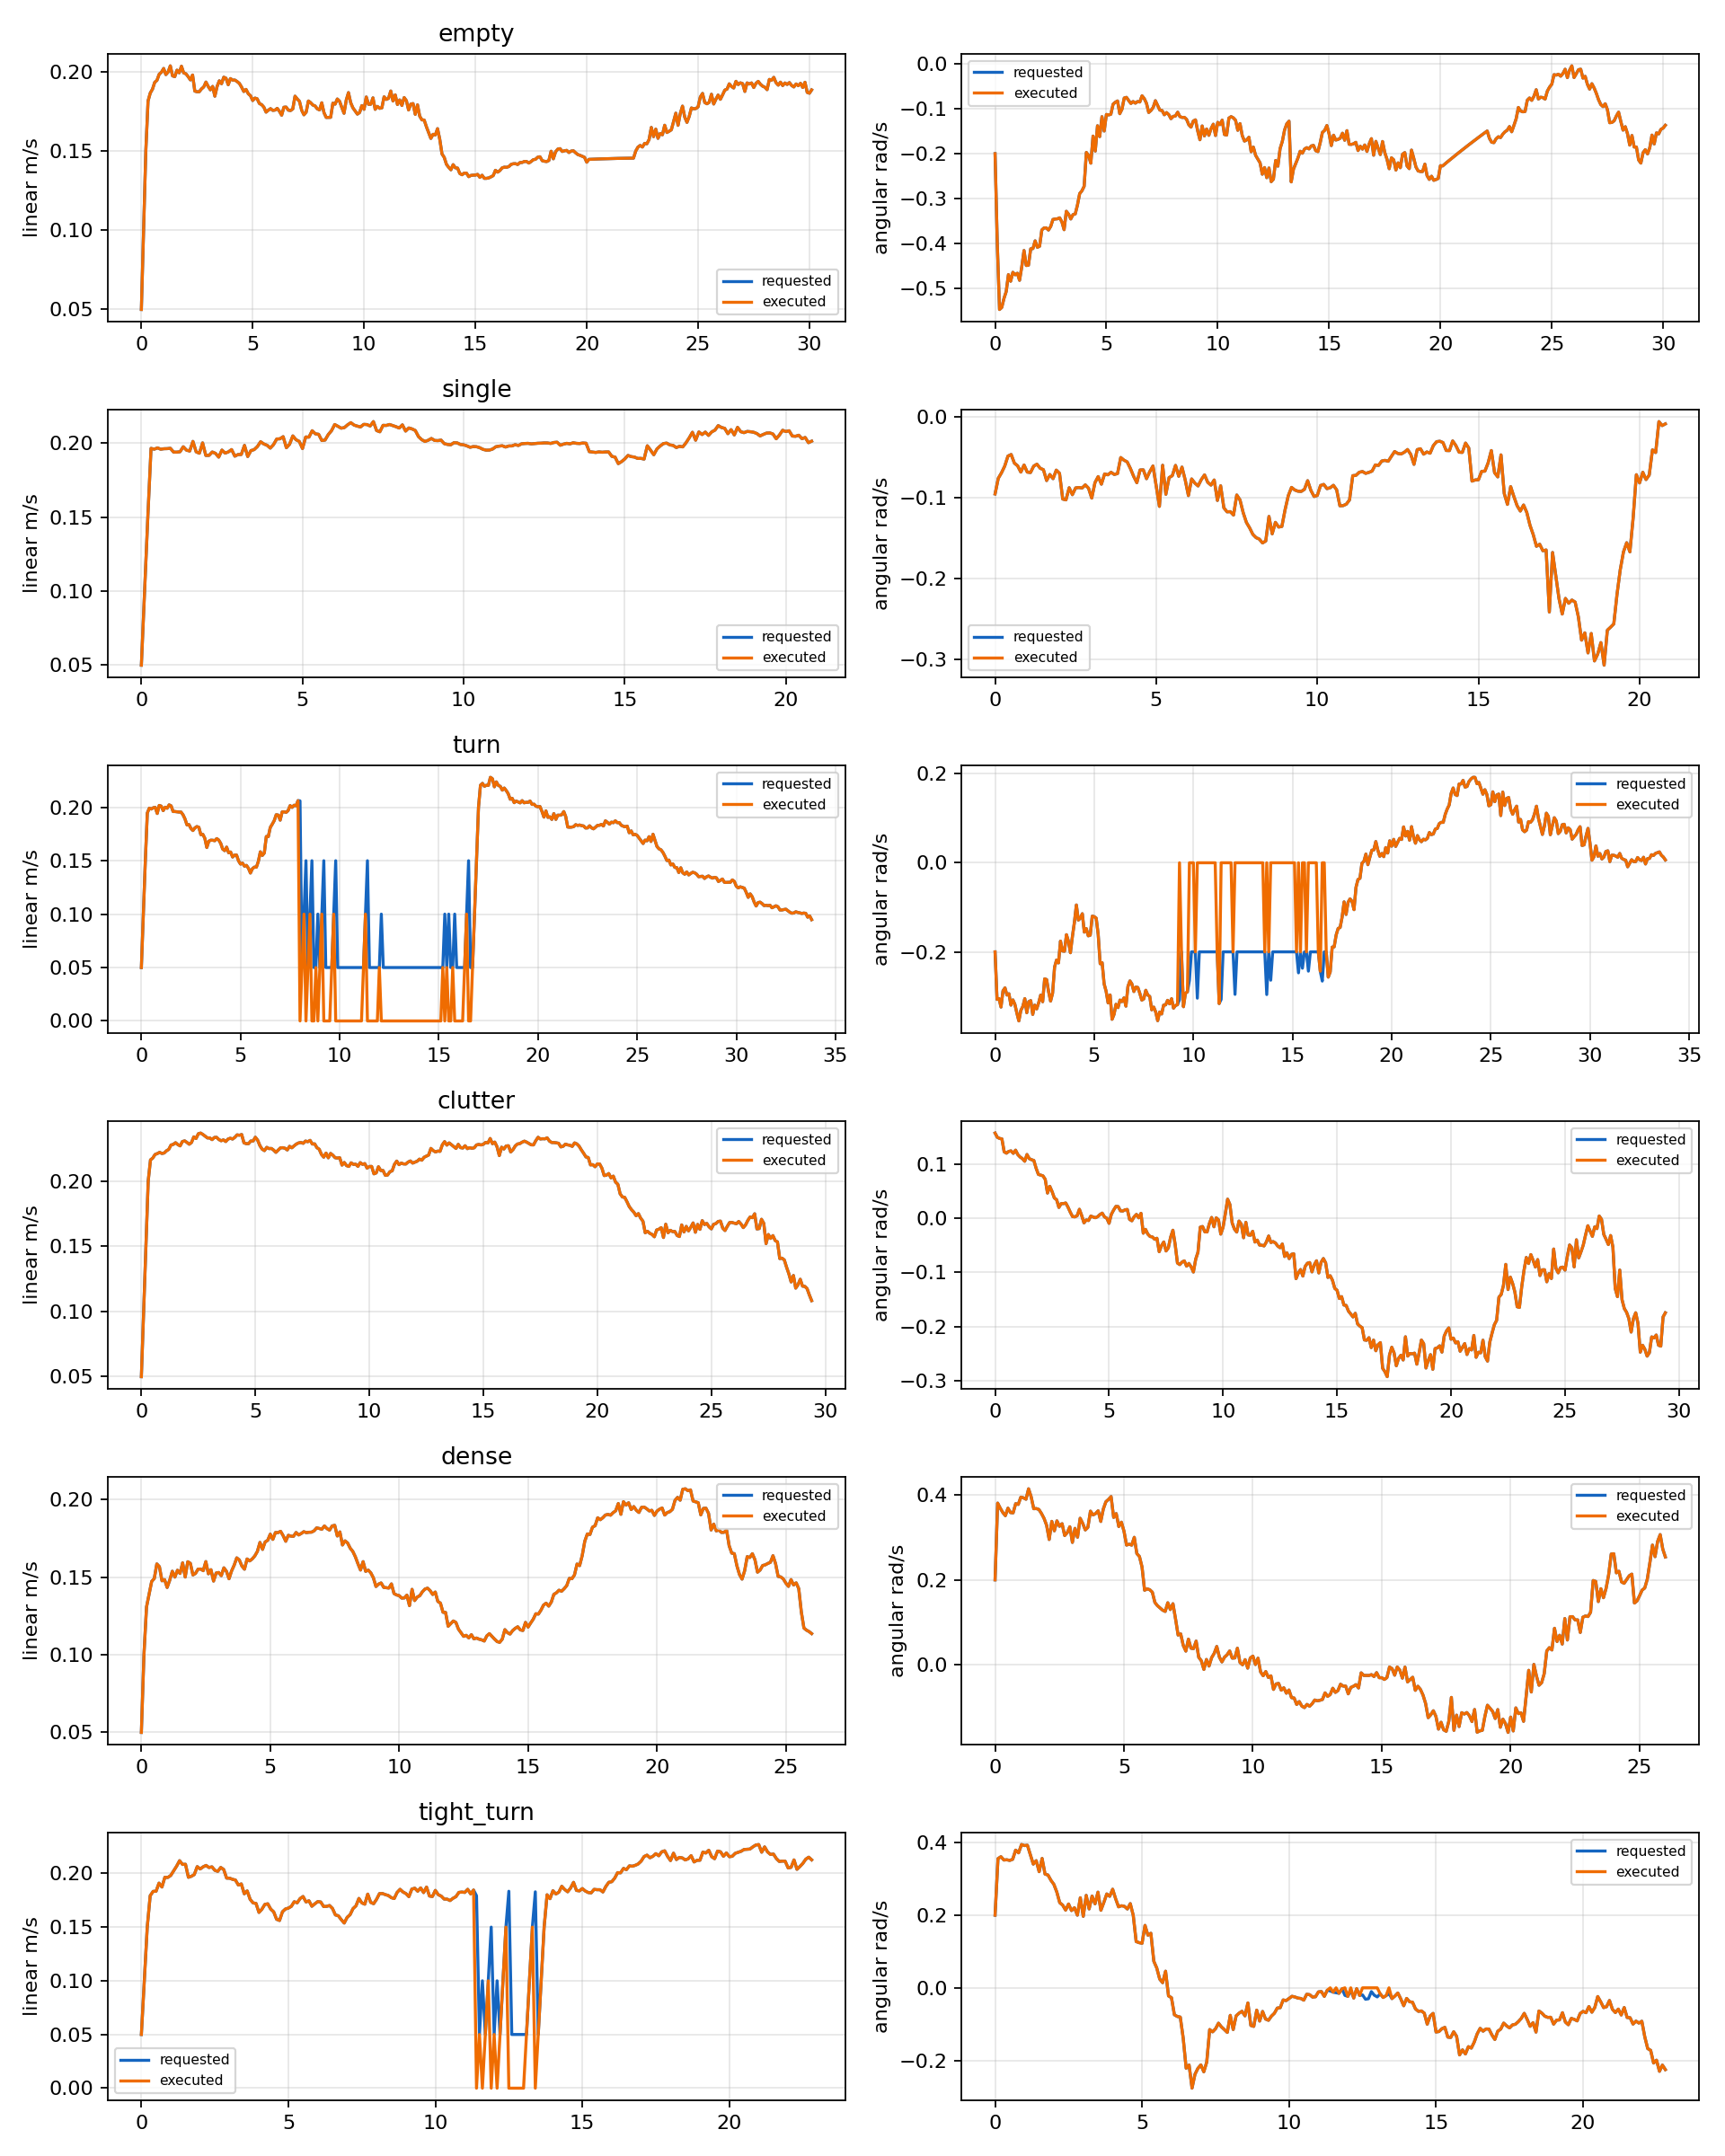 empty
linear m/s
0.20
0.15
0.10
0.05
0 5 10 15 20 25 30
requested
executed
angular rad/s
0.0
−0.1
−0.2
−0.3
−0.4
−0.5
0 5 10 15 20 25 30
requested
executed
single
linear m/s
0.20
0.15
0.10
0.05
0 5 10 15 20
requested
executed
angular rad/s
0.0
−0.1
−0.2
−0.3
0 5 10 15 20
requested
executed
turn
linear m/s
0.20
0.15
0.10
0.05
0.00
0 5 10 15 20 25 30 35
requested
executed
angular rad/s
0.2
0.0
−0.2
0 5 10 15 20 25 30 35
requested
executed
clutter
linear m/s
0.20
0.15
0.10
0.05
0 5 10 15 20 25 30
requested
executed
angular rad/s
0.1
0.0
−0.1
−0.2
−0.3
0 5 10 15 20 25 30
requested
executed
dense
linear m/s
0.20
0.15
0.10
0.05
0 5 10 15 20 25
requested
executed
angular rad/s
0.4
0.2
0.0
0 5 10 15 20 25
requested
executed
tight_turn
linear m/s
0.20
0.15
0.10
0.05
0.00
0 5 10 15 20
requested
executed
angular rad/s
0.4
0.2
0.0
−0.2
0 5 10 15 20
requested
executed